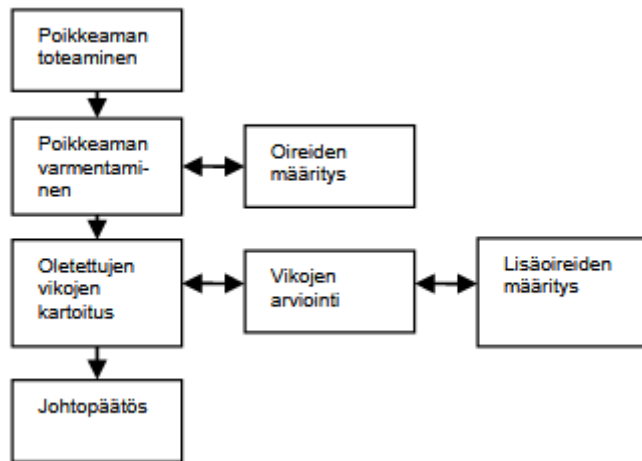 Poikkeaman
toteaminen
Poikkeaman
varmentami-
nen
Oireiden
määritys
Oletettujen
vikojen
kartoitus
Vikojen
arviointi
Lisäoireiden
määritys
Johtopäätös